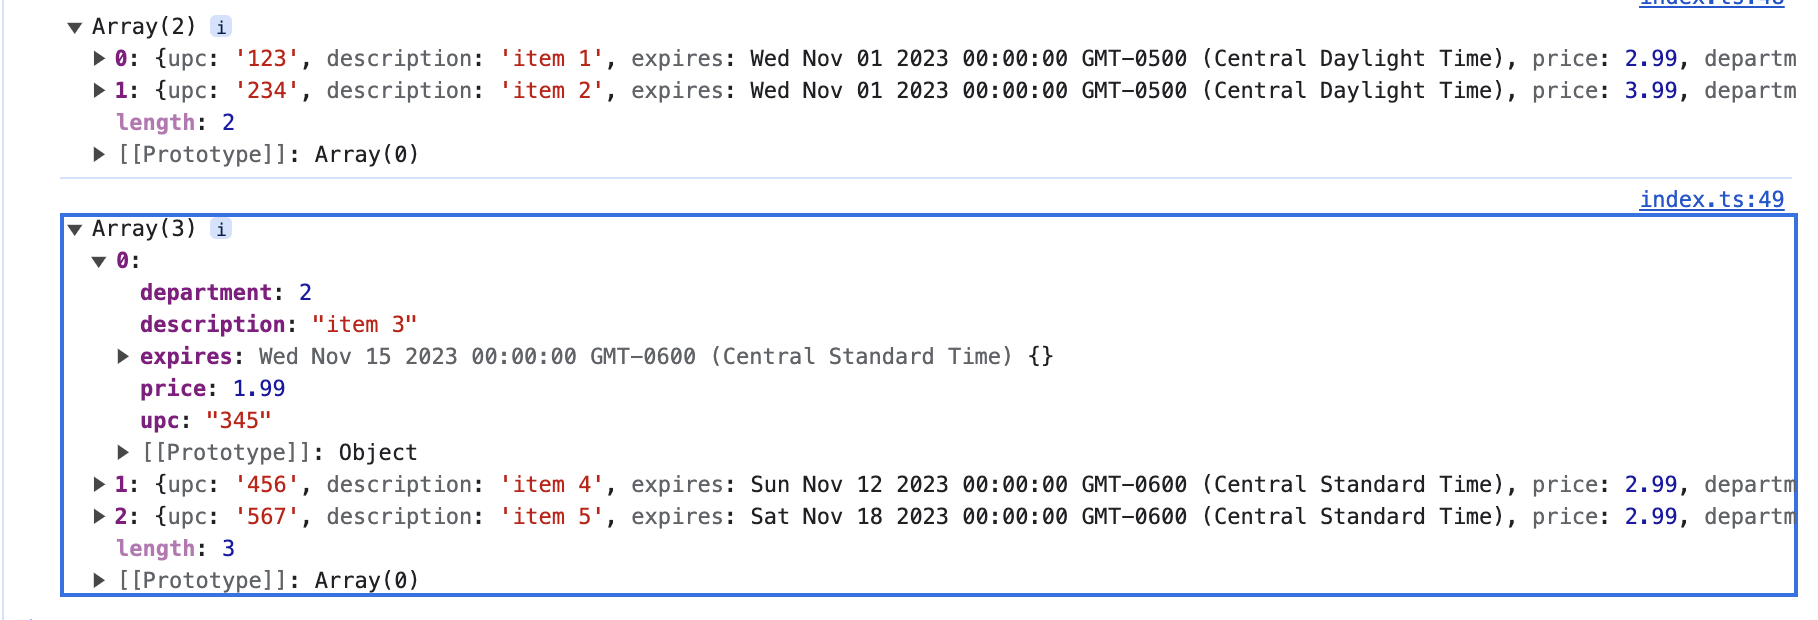 index.ts:48
Array(2) i
0: {upc: '123', description: 'item 1', expires: Wed Nov 01 2023 00:00:00 GMT-0500 (Central Daylight Time), price: 2.99, departm
1: {upc: '234', description: 'item 2', expires: Wed Nov 01 2023 00:00:00 GMT-0500 (Central Daylight Time), price: 3.99, departm
length: 2
[[Prototype]]: Array(0)
index.ts:49
Array(3) i
0:
department: 2
description: "item 3"
expires: Wed Nov 15 2023 00:00:00 GMT-0600 (Central Standard Time) {}
price: 1.99
upc: "345"
[[Prototype]]: Object
1: {upc: '456', description: 'item 4', expires: Sun Nov 12 2023 00:00:00 GMT-0600 (Central Standard Time), price: 2.99, departm
2: {upc: '567', description: 'item 5', expires: Sat Nov 18 2023 00:00:00 GMT-0600 (Central Standard Time), price: 2.99, departm
length: 3
[[Prototype]]: Array(0)